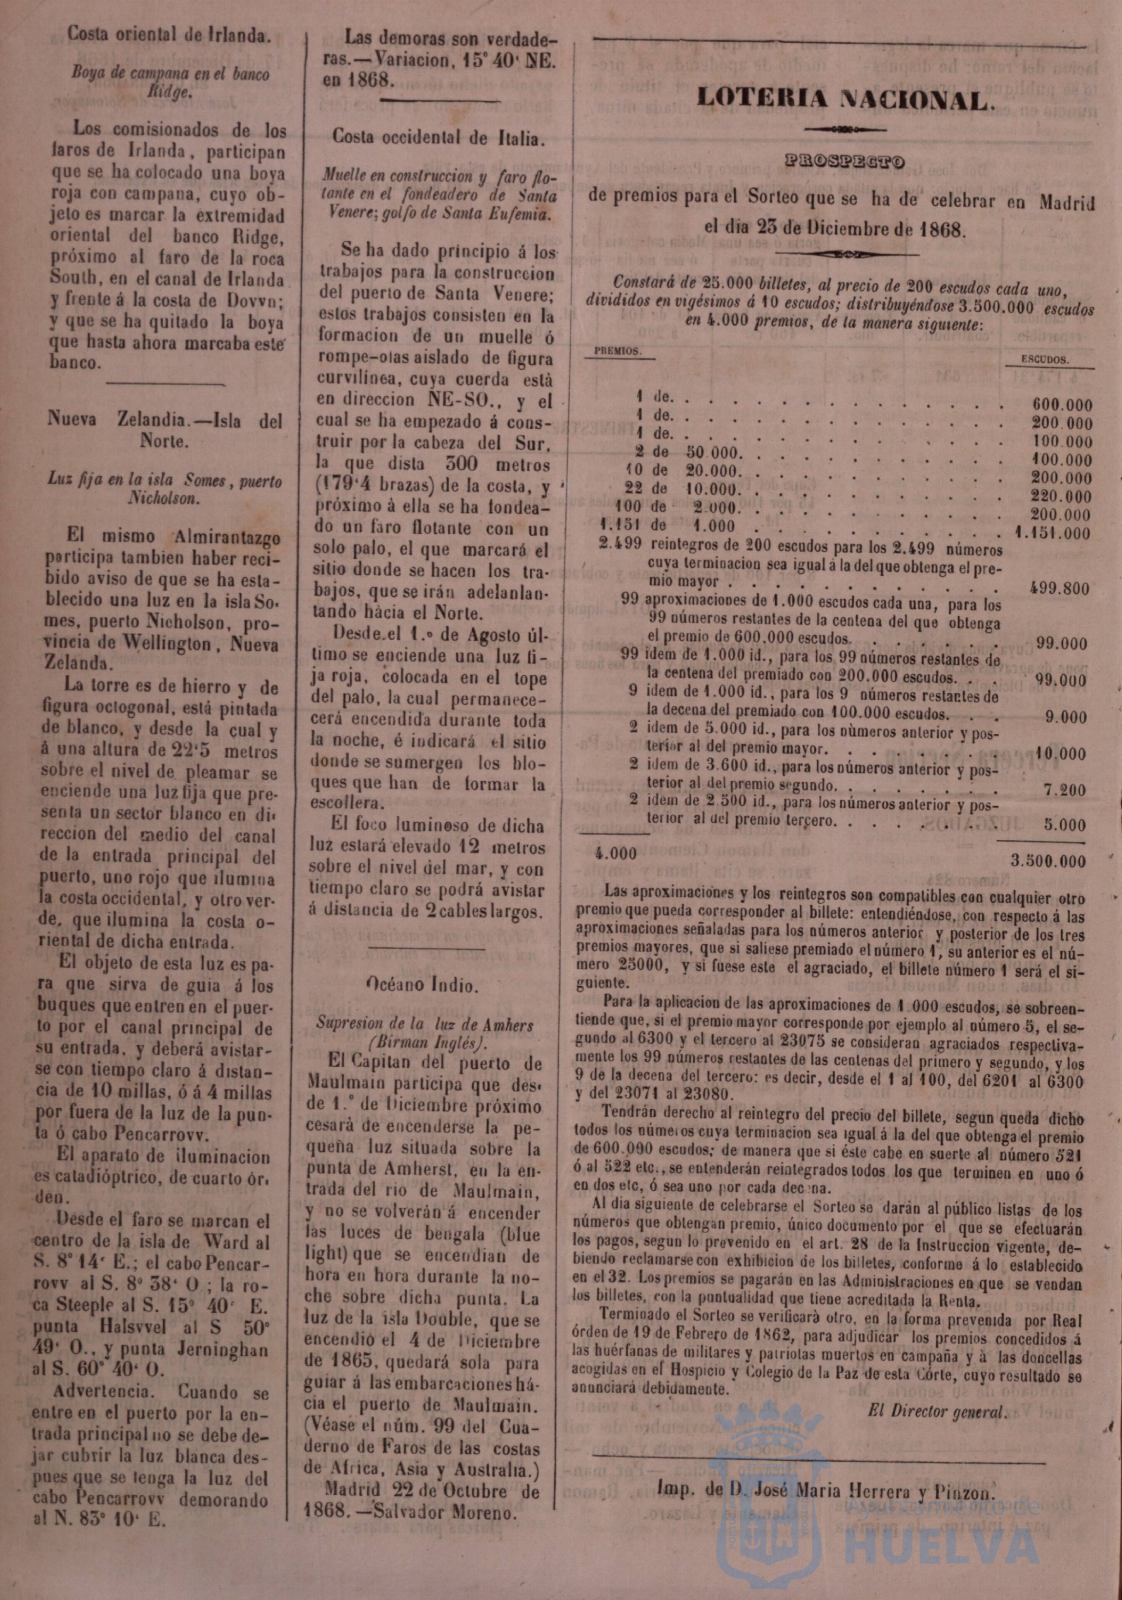 Costa oriental de Irlanda.
Boya de campana en el banco
Ridge.
Los comisionados de los
faros de Irlanda, participan
que se ha colocado una boya
roja con campana, cuyo ob-
jeto es marcar la extremidad
oriental del banco Ridge,
próximo al faro de la roca
South, en el canal de Irlanda
y frente á la costa de Dovvn;
y que se ha quitado la boya
que hasta ahora marcaba este
banco.
Nueva Zelandia.—Isla del
Norte.
Luz fija en la isla Somes, puerto
Nicholson.
El mismo Almirantazgo
participa tambien haber reci-
bido aviso de que se ha esta-
blecido una luz en la isla So-
mes, puerto Nicholson, pro-
vincia de Wellington, Nueva
Zelanda.
La torre es de hierro y de
figura octogonal, está pintada
de blanco, y desde la cual y
á una altura de 22‘5 metros
sobre el nivel de pleamar se
enciende una luz fija que pre-
senta un sector blanco en di-
reccion del medio del canal
de la entrada principal del
puerto, uno rojo que ilumina
la costa occidental, y otro ver-
de, que ilumina la costa o-
riental de dicha entrada.
El objeto de esta luz es pa-
ra que sirva de guia á los
buques que entren en el puer-
to por el canal principal de
su entrada, y deberá avistar-
se con tiempo claro á distan-
cia de 10 millas, ó á 4 millas
por fuera de la luz de la pun-
ta ó cabo Pencarrovv.
El aparato de iluminacion
es catadióptrico, de cuarto ór-
den.
Desde el faro se marcan el
centro de la isla de Ward al
S. 8° 14‘ E.; el cabo Pencar-
rovv al S. 8° 38‘ O ; la ro-
ca Steeple al S. 15° 40‘ E.
punta Halsvvel al S 50°
49‘ O., y punta Jerninghan
al S. 60° 40‘ O.
Advertencia. Cuando se
entre en el puerto por la en-
trada principal no se debe de-
jar cubrir la luz blanca des-
pues que se tenga la luz del
cabo Pencarrovv demorando
al N. 83° 10‘ E.
Las demoras son verdade-
ras.—Variacion, 15° 40‘ NE.
en 1868.
Costa occidental de Italia.
Muelle en construccion y faro flo-
tante en el fondeadero de Santa
Venere; golfo de Santa Eufemia.
Se ha dado principio á los
trabajos para la construccion
del puerto de Santa Venere;
estos trabajos consisten en la
formacion de un muelle ó
rompe-olas aislado de figura
curvilínea, cuya cuerda está
en direccion NE-SO., y el
cual se ha empezado á cons-
truir por la cabeza del Sur,
la que dista 300 metros
(179‘4 brazas) de la costa, y
próximo á ella se ha fondea-
do un faro flotante con un
solo palo, el que marcará el
sitio donde se hacen los tra-
bajos, que se irán adelanlan-
tando hácia el Norte.
Desde el 1.° de Agosto úl-
timo se enciende una luz fi-
ja roja, colocada en el tope
del palo, la cual permanece-
cerá encendida durante toda
la noche, é indicará el sitio
donde se sumergen los blo-
ques que han de formar la
escollera.
El foco luminoso de dicha
luz estará elevado 12 metros
sobre el nivel del mar, y con
tiempo claro se podrá avistar
á distancia de 2 cables largos.
Océano Indio.
Supresion de la luz de Amhers
(Birman Inglés).
El Capitan del puerto de
Maulmain participa que des-
de 1.° de Diciembre próximo
cesará de encenderse la pe-
queña luz situada sobre la
punta de Amherst, en la en-
trada del rio de Maulmain,
y no se volverán á encender
las luces de bengala (blue
light) que se encendian de
hora en hora durante la no-
che sobre dicha punta. La
luz de la isla Double, que se
encendió el 4 de Diciembre
de 1865, quedará sola para
guiar á las embarcaciones há-
cia el puerto de Maulmain.
(Véase el núm. 99 del Cua-
derno de Faros de las costas
de Africa, Asia y Australia.)
Madrid 22 de Octubre de
1868. —Salvador Moreno.
LOTERIA NACIONAL.
PROSPECTO
de premios para el Sorteo que se ha de celebrar en Madrid
el dia 23 de Diciembre de 1868.
Constará de 25.000 billetes, al precio de 200 escudos cada uno,
divididos en vigésimos á 10 escudos; distribuyéndose 3.500.000 escudos
en 4.000 premios, de la manera siguiente:
PREMIOS. ESCUDOS.
1 de. . . . . . . . . . . . . 600.000
1 de. . . . . . . . . . . . . 200.000
1 de. . . . . . . . . . . . . 100.000
2 de 50.000. . . . . . . . . . 100.000
10 de 20.000. . . . . . . . . . 200.000
22 de 10.000. . . . . . . . . . 220.000
100 de 2.000. . . . . . . . . . 200.000
1.151 de 1.000 . . . . . . . . . 1.151.000
2.499 reintegros de 200 escudos para los 2.499 números
cuya terminacion sea igual á la del que obtenga el pre-
mio mayor . . . . . . . . 499.800
99 aproximaciones de 1.000 escudos cada una, para los
99 números restantes de la centena del que obtenga
el premio de 600.000 escudos. . . . . . . 99.000
99 idem de 1.000 id., para los 99 números restantes de
la centena del premiado con 200.000 escudos. . . 99.000
9 idem de 1.000 id., para los 9 números restantes de
la decena del premiado con 100.000 escudos. . . 9.000
2 idem de 5.000 id., para los números anterior y pos-
terior al del premio mayor. . . . . . . 10.000
2 idem de 3.600 id., para los números anterior y pos-
terior al del premio segundo. . . . . . . 7.200
2 idem de 2.500 id., para los números anterior y pos-
terior al del premio tercero. . . . . . . 5.000
4.000 3.500.000
Las aproximaciones y los reintegros son compatibles con cualquier otro
premio que pueda corresponder al billete: entendiéndose, con respecto á las
aproximaciones señaladas para los números anterior y posterior de los tres
premios mayores, que si saliese premiado el número 1, su anterior es el nú-
mero 25000, y si fuese este el agraciado, el billete número 1 será el si-
guiente.
Para la aplicacion de las aproximaciones de 1 000 escudos, se sobreen-
tiende que, si el premio mayor corresponde por ejemplo al número 5, el se-
gundo al 6300 y el tercero al 23075 se consideran agraciados respectiva-
mente los 99 números restantes de las centenas del primero y segundo, y los
9 de la decena del tercero: es decir, desde el 1 al 100, del 6201 al 6300
y del 23071 al 23080.
Tendrán derecho al reintegro del precio del billete, segun queda dicho
todos los números cuya terminacion sea igual á la del que obtenga el premio
de 600.000 escudos; de manera que si éste cabe en suerte al número 521
ó al 522 etc., se entenderán reintegrados todos los que terminen en uno ó
en dos etc, ó sea uno por cada decena.
Al dia siguiente de celebrarse el Sorteo se darán al público listas de los
números que obtengan premio, único documento por el que se efectuarán
los pagos, segun lo prevenido en el art. 28 de la Instruccion vigente, de-
biendo reclamarse con exhibicion de los billetes, conforme á lo establecido
en el 32. Los premios se pagarán en las Administraciones en que se vendan
los billetes, con la puntualidad que tiene acreditada la Renta.
Terminado el Sorteo se verificará otro, en la forma prevenida por Real
órden de 19 de Febrero de 1862, para adjudicar los premios concedidos á
las huérfanas de militares y patriotas muertos en campaña y á las doncellas
acogidas en el Hospicio y Colegio de la Paz de esta Córte, cuyo resultado se
anunciará debidamente.
El Director general.
Imp. de D. José Maria Herrera y Pinzon.
Ayuntamiento de
HUELVA